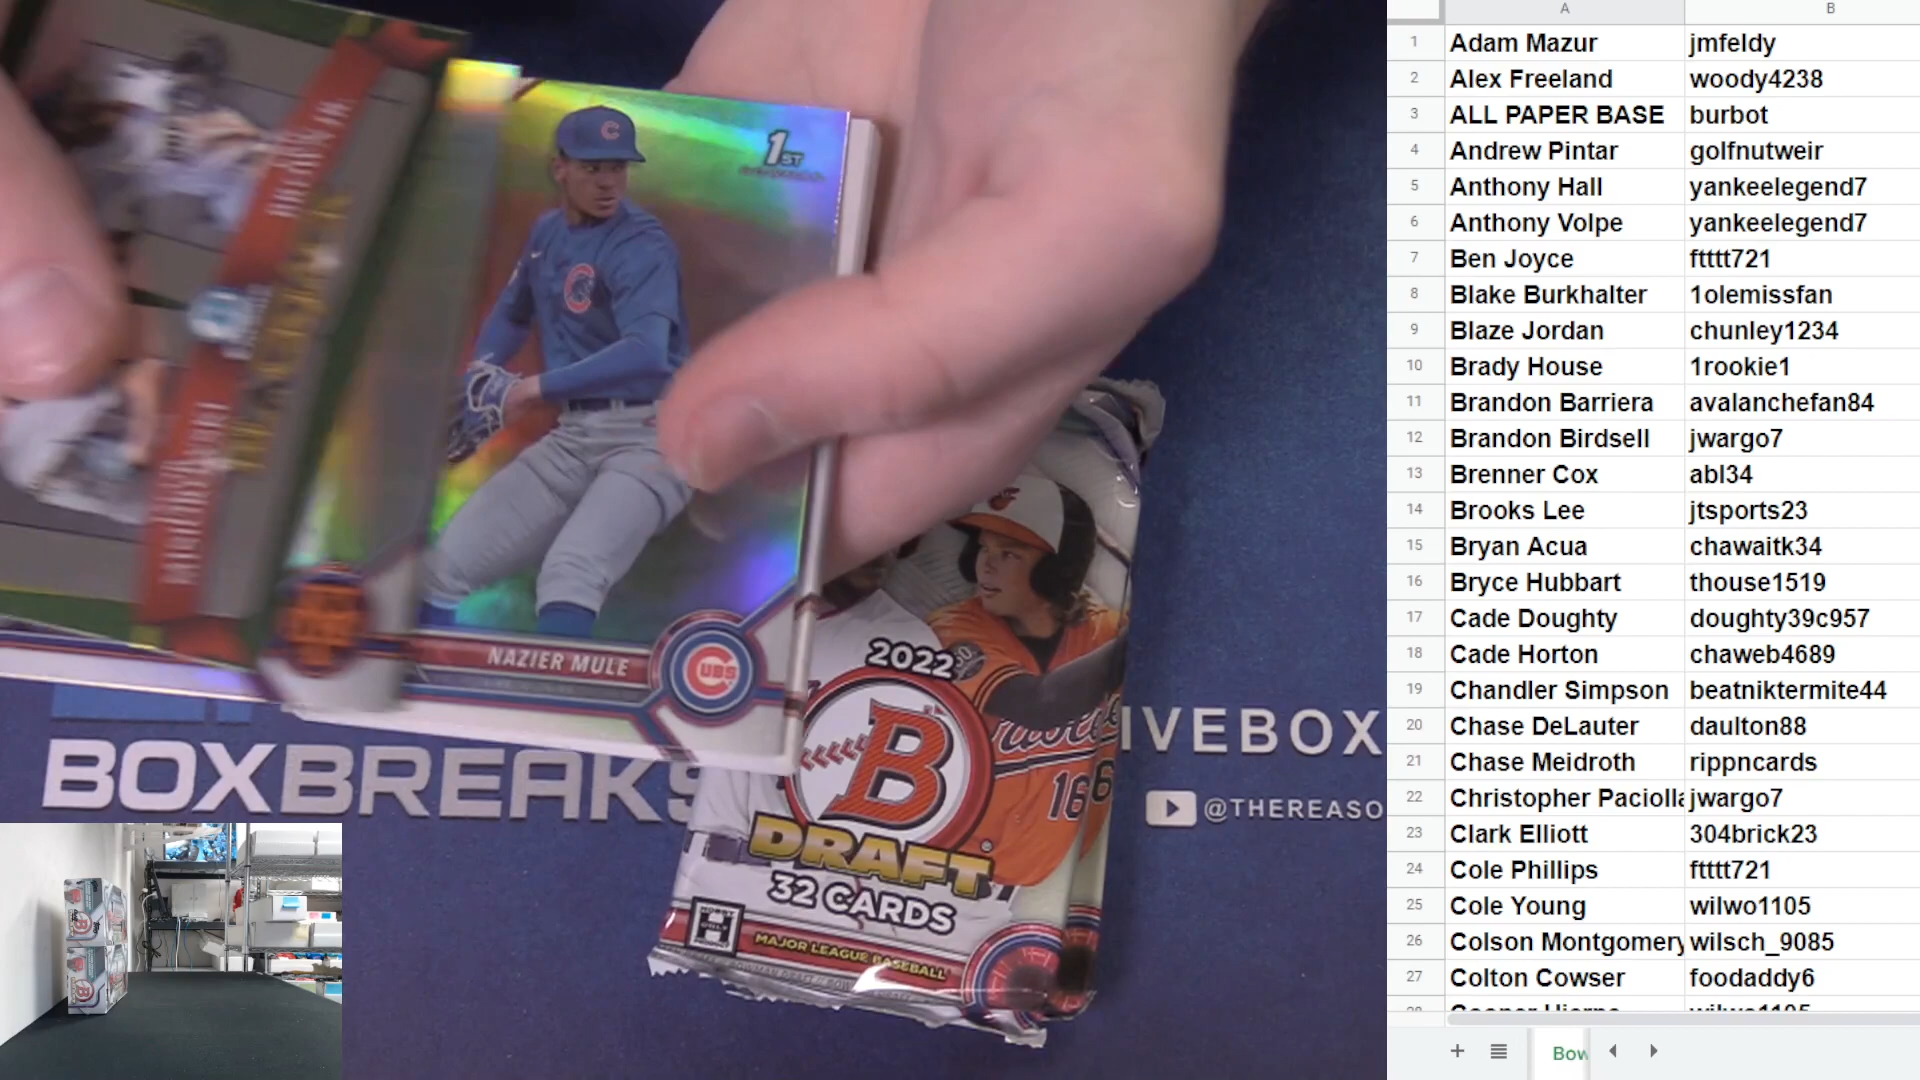 1ST
NAZIER MULE
CUBS
2022
B
DRAFT
32 CARDS
MAJOR LEAGUE BASEBALL
16
6
BOXBREAKS
IVEBOX
@THEREASO
A B
1 Adam Mazur jmfeldy
2 Alex Freeland woody4238
3 ALL PAPER BASE burbot
4 Andrew Pintar golfnutweir
5 Anthony Hall yankeelegend7
6 Anthony Volpe yankeelegend7
7 Ben Joyce ftttt721
8 Blake Burkhalter 1olemissfan
9 Blaze Jordan chunley1234
10 Brady House 1rookie1
11 Brandon Barriera avalanchefan84
12 Brandon Birdsell jwargo7
13 Brenner Cox abl34
14 Brooks Lee jtsports23
15 Bryan Acua chawaitk34
16 Bryce Hubbart thouse1519
17 Cade Doughty doughty39c957
18 Cade Horton chaweb4689
19 Chandler Simpson beatniktermite44
20 Chase DeLauter daulton88
21 Chase Meidroth rippncards
22 Christopher Paciolla jwargo7
23 Clark Elliott 304brick23
24 Cole Phillips ftttt721
25 Cole Young wilwo1105
26 Colson Montgomery wilsch_9085
27 Colton Cowser foodaddy6
Bow